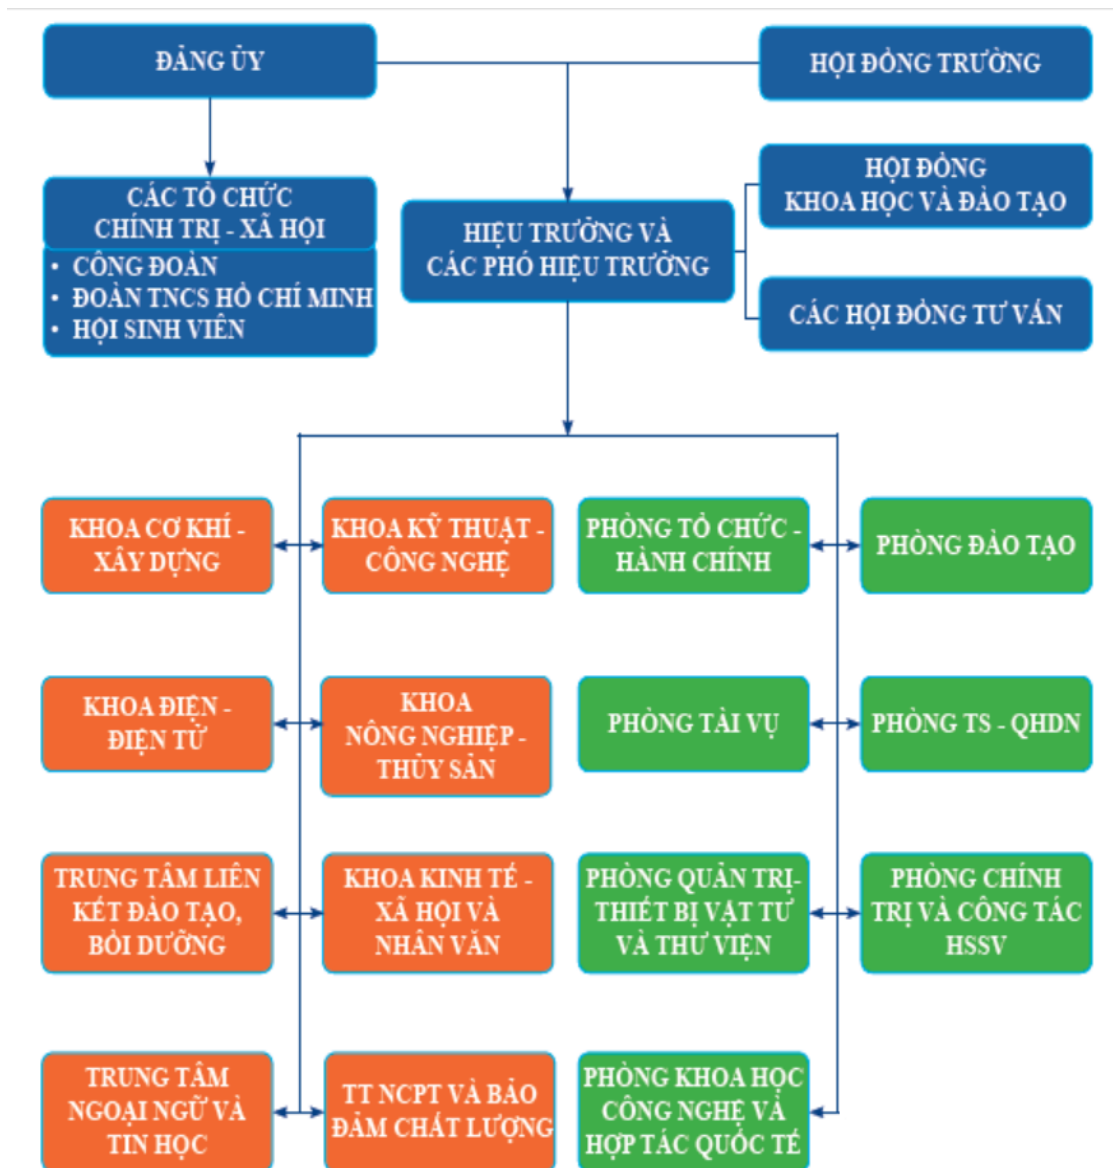 ĐẢNG ỦY
HỘI ĐỒNG TRƯỜNG
CÁC TỔ CHỨC
CHÍNH TRỊ - XÃ HỘI
• CÔNG ĐOÀN
• ĐOÀN TNCS HỒ CHÍ MINH
• HỘI SINH VIÊN
HIỆU TRƯỞNG VÀ
CÁC PHÓ HIỆU TRƯỞNG
HỘI ĐỒNG
KHOA HỌC VÀ ĐÀO TẠO
CÁC HỘI ĐỒNG TƯ VẤN
KHOA CƠ KHÍ -
XÂY DỰNG
KHOA KỸ THUẬT -
CÔNG NGHỆ
PHÒNG TỔ CHỨC -
HÀNH CHÍNH
PHÒNG ĐÀO TẠO
KHOA ĐIỆN -
ĐIỆN TỬ
KHOA
NÔNG NGHIỆP -
THỦY SẢN
PHÒNG TÀI VỤ
PHÒNG TS - QHDN
TRUNG TÂM LIÊN
KẾT ĐÀO TẠO,
BỒI DƯỠNG
KHOA KINH TẾ -
XÃ HỘI VÀ
NHÂN VĂN
PHÒNG QUẢN TRỊ-
THIẾT BỊ VẬT TƯ
VÀ THƯ VIỆN
PHÒNG CHÍNH
TRỊ VÀ CÔNG TÁC
HSSV
TRUNG TÂM
NGOẠI NGỮ VÀ
TIN HỌC
TT NCPT VÀ BẢO
ĐẢM CHẤT LƯỢNG
PHÒNG KHOA HỌC
CÔNG NGHỆ VÀ
HỢP TÁC QUỐC TẾ